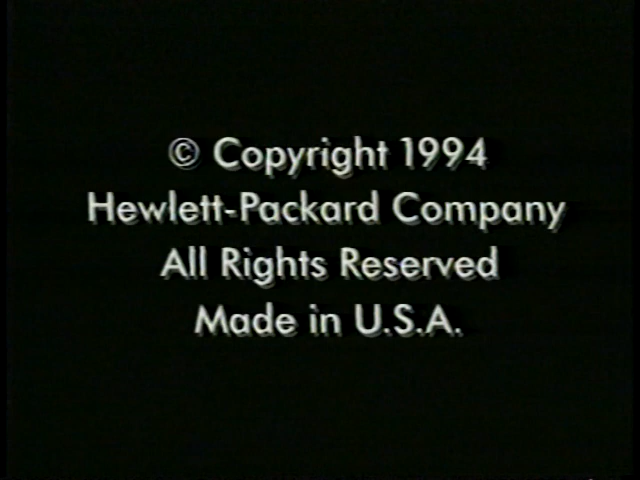 © Copyright 1994
Hewlett-Packard Company
All Rights Reserved
Made in U.S.A.